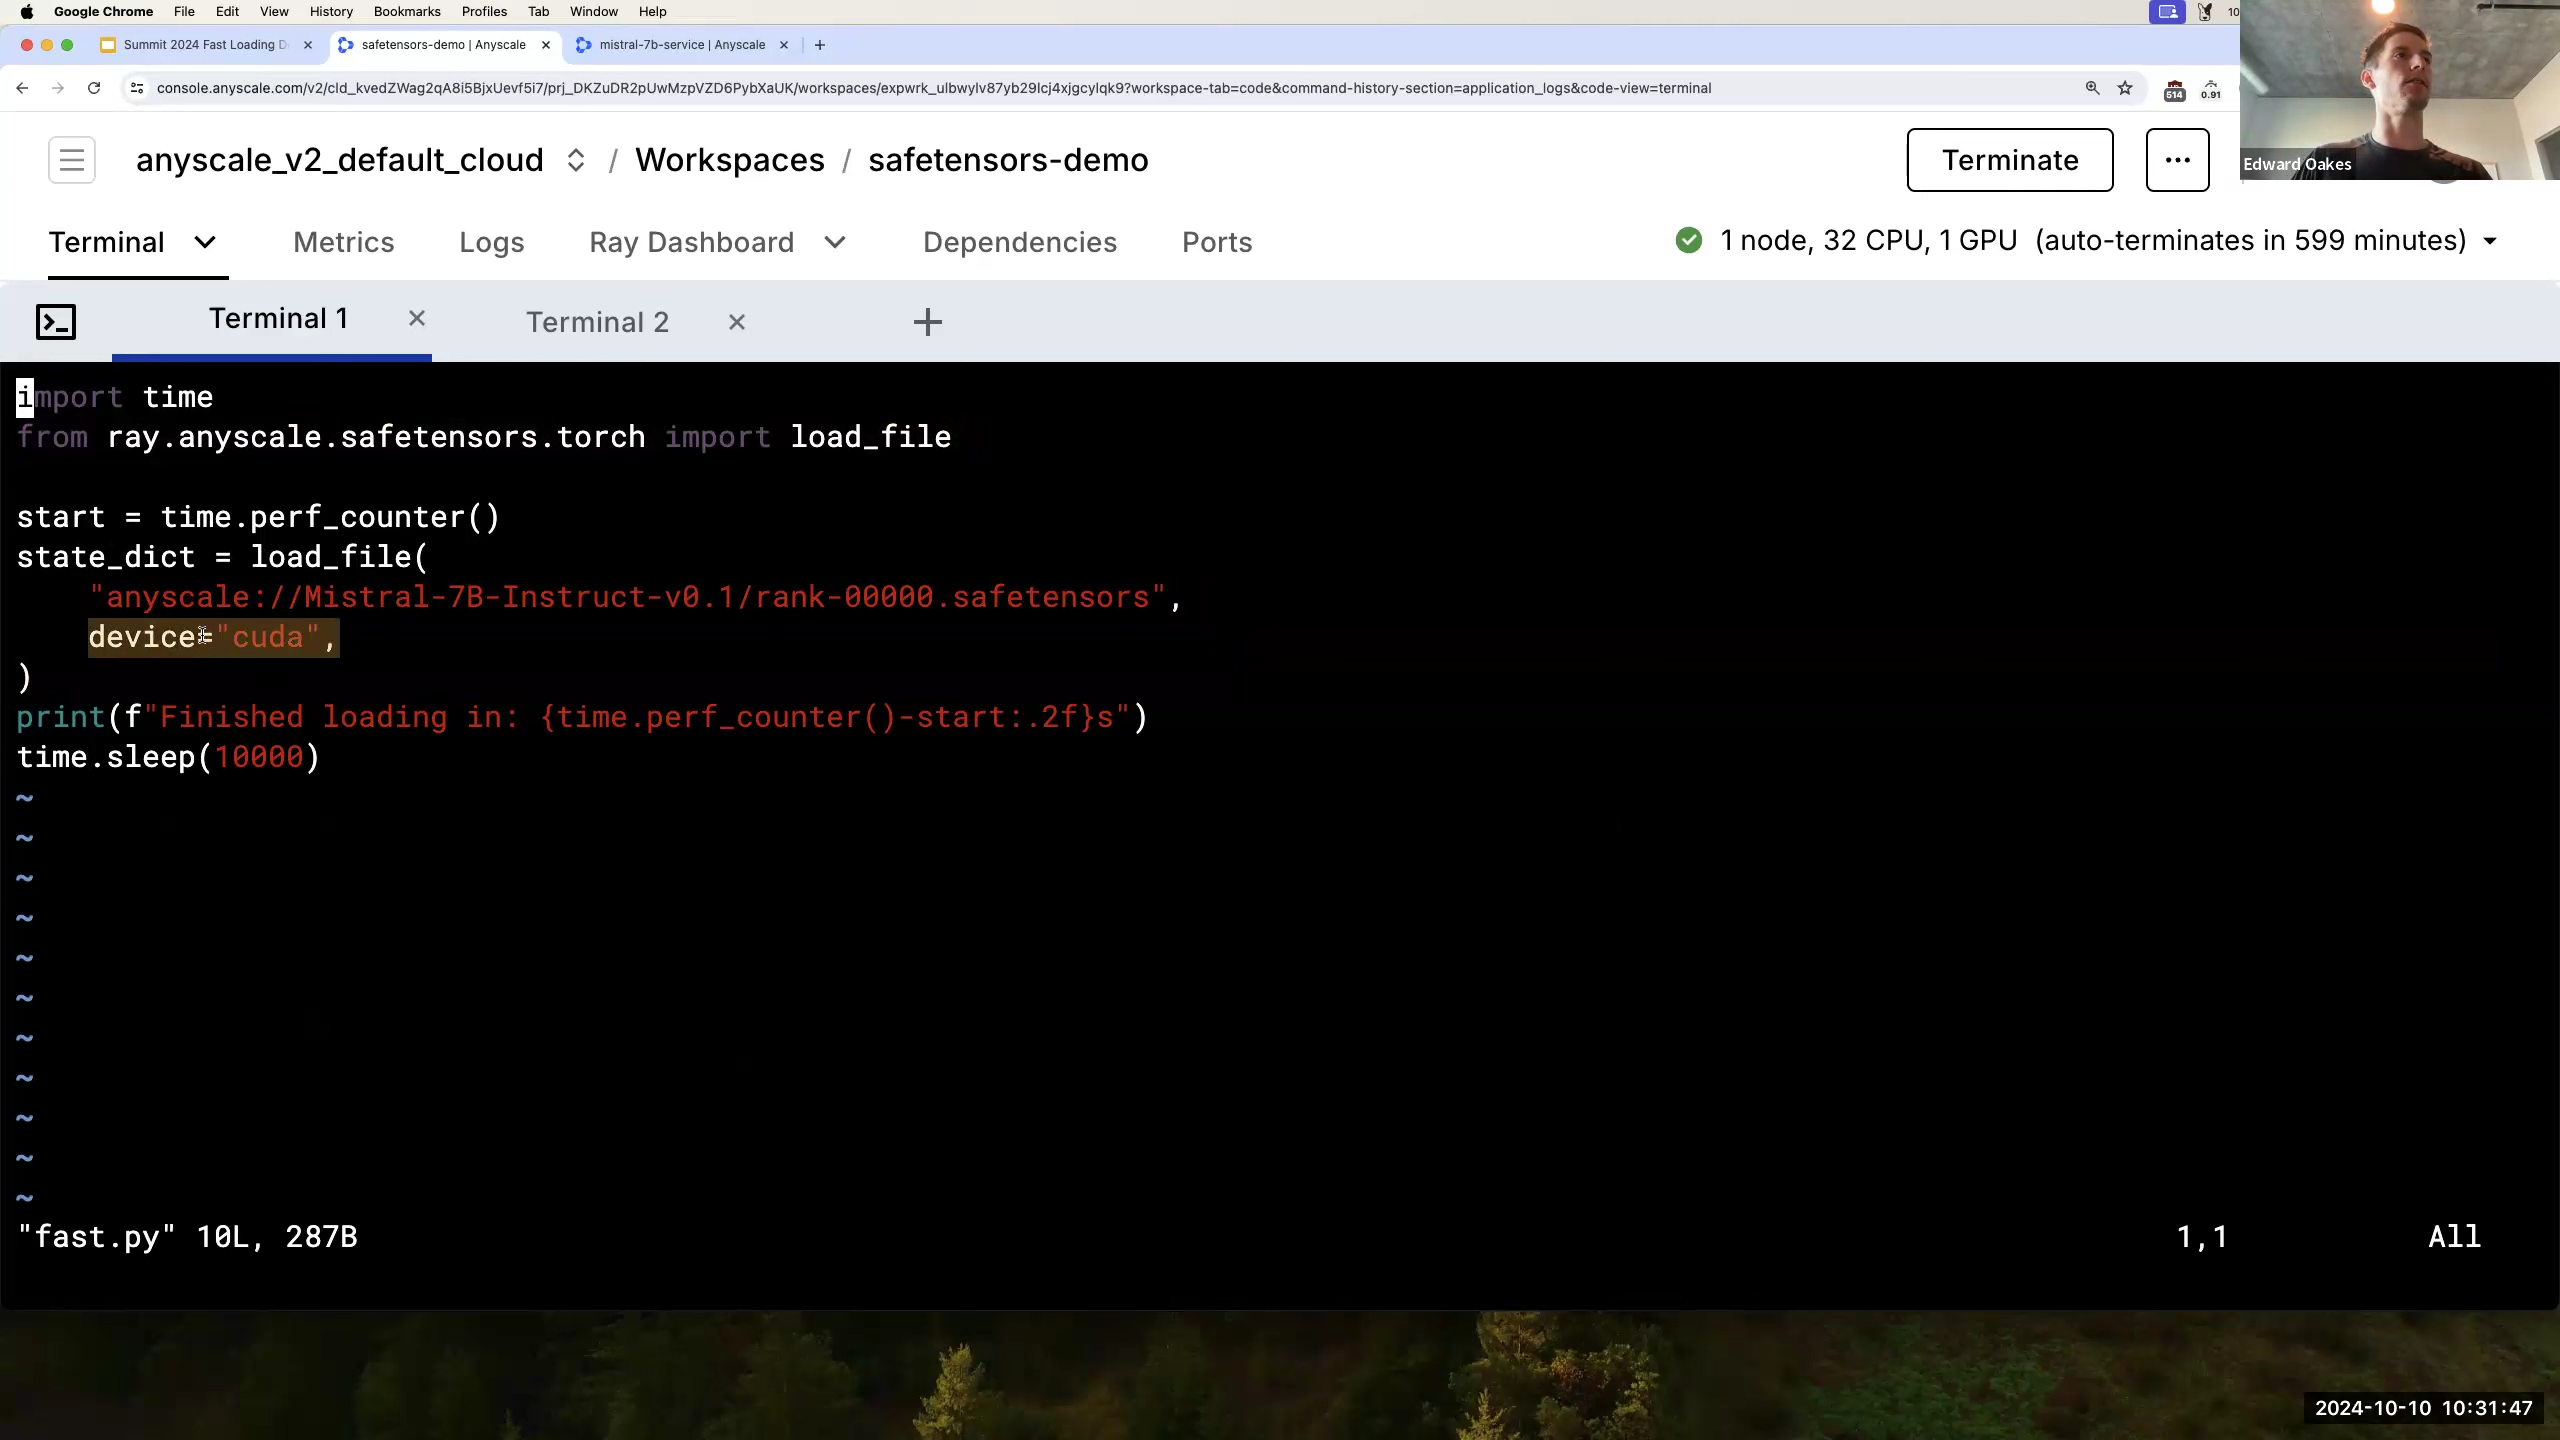 Google Chrome File Edit View History Bookmarks Profiles Tab Window Help 10
Summit 2024 Fast Loading D
safetensors-demo | Anyscale
mistral-7b-service | Anyscale
console.anyscale.com/v2/cld_kvedZWag2qA8i5BjxUevf5i7/prj_DKZuDR2pUwMzpVZD6PybXaUK/workspaces/expwrk_ulbwylv87yb29lcj4xjgcylqk9?workspace-tab=code&command-history-section=application_logs&code-view=terminal
514
0.91
Edward Oakes
anyscale_v2_default_cloud / Workspaces / safetensors-demo
Terminate
Terminal Metrics Logs Ray Dashboard Dependencies Ports
1 node, 32 CPU, 1 GPU (auto-terminates in 599 minutes)
Terminal 1
Terminal 2
import time
from ray.anyscale.safetensors.torch import load_file
start = time.perf_counter()
state_dict = load_file(
"anyscale://Mistral-7B-Instruct-v0.1/rank-00000.safetensors",
device="cuda",
)
print(f"Finished loading in: {time.perf_counter()-start:.2f}s")
time.sleep(10000)
~
~
~
~
~
~
~
~
~
~
~
"fast.py" 10L, 287B 1,1 All
2024-10-10 10:31:47